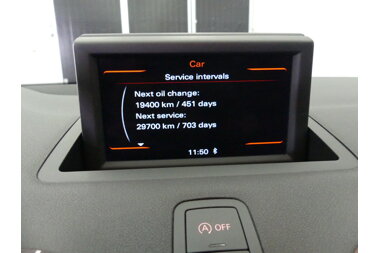 Car
Service intervals
Next oil change:
19400 km / 451 days
Next service:
29700 km / 703 days
11:50
A OFF